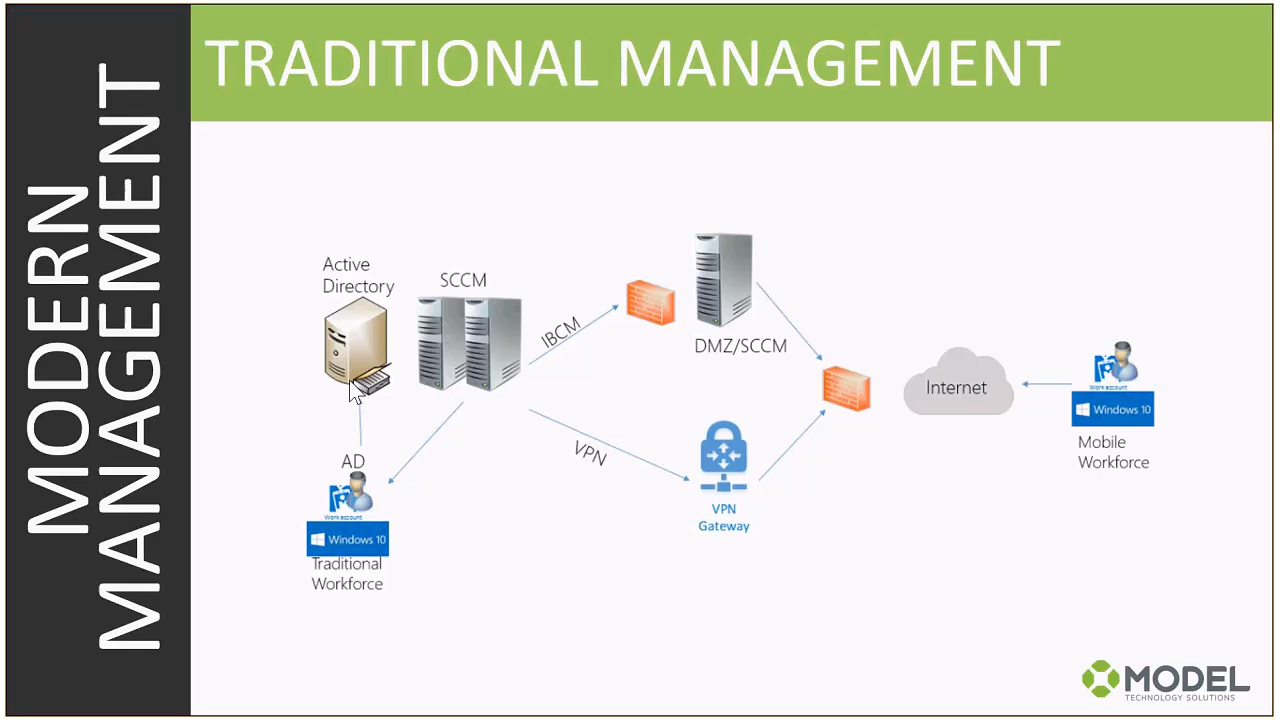 MODERN
MANAGEMENT
TRADITIONAL MANAGEMENT
Active
Directory
SCCM
IBCM
DMZ/SCCM
Internet
Work account
Windows 10
Mobile
Workforce
VPN
VPN
Gateway
AD
Work account
Windows 10
Traditional
Workforce
MODEL
TECHNOLOGY SOLUTIONS